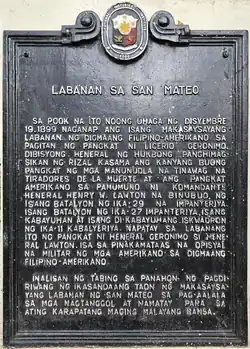 LABANAN SA SAN MATEO
SA POOK NA ITO NOONG UMAGA NG DISYEMBRE
19, 1899 NAGANAP ANG ISANG MAKASAYSAYANG
LABANAN NG DIGMAANG FILIPINO-AMERIKANO SA
PAGITAN NG PANGKAT NI LICERIO GERONIMO,
DIBISYONG HENERAL NG HUKBONG PANGHIMAG-
SIKAN NG RIZAL KASAMA ANG KANYANG BUONG
PANGKAT NG MGA MANUNUDLA NA TINAWAG NA
TIRADORES DE LA MUERTE AT ANG PANGKAT
AMERIKANO SA PAMUMUNO NI KOMANDANTE
HENERAL HENRY W. LAWTON NA BINUBUO NG
ISANG BATALYON NG IKA-29 NA IMPANTERIYA,
ISANG BATALYON NG IKA-27 IMPANTERIYA, ISANG
KABAYUHAN AT ISANG DI-KABAYUHANG ISKWADRON
NG IKA-11 KABALYERIYA. NAPATAY SA LABANANG
ITO NG PANGKAT NI HENERAL GERONIMO SI HENE-
RAL LAWTON, ISA SA PINAKAMATAAS NA OPISYAL
NA MILITAR NG MGA AMERIKANO SA DIGMAANG
FILIPINO-AMERIKANO.
INALISAN NG TABING SA PANAHON NG PAGDI-
RIWANG NG IKASANDAANG TAON NG MAKASAYSA-
YANG LABANAN NG SAN MATEO SA PAG-AALALA
SA MGA NAGTANGGOL AT NAMATAY PARA SA
ATING KARAPATANG MAGING MALAYANG BANSA.